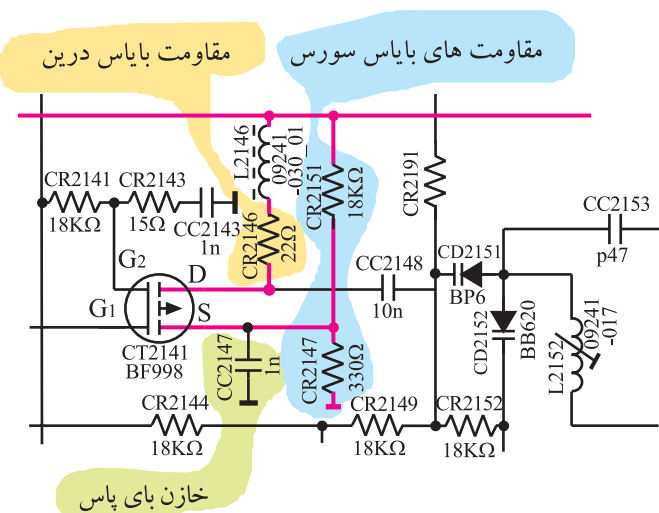 مقاومت بایاس درین
مقاومت های بایاس سورس
L2146
09241
-030_01
CR2151
18KΩ
CR2191
CR2141
18KΩ
CR2143
15Ω
CC2143
1n
CR2146
22Ω
CC2153
p47
G2
D
CC2148
10n
CD2151
BP6
G1
S
CT2141
BF998
CC2147
1n
CR2147
330Ω
CD2152
BB620
L2152
09241
-017
CR2144
18KΩ
CR2149
18KΩ
CR2152
18KΩ
خازن بای پاس